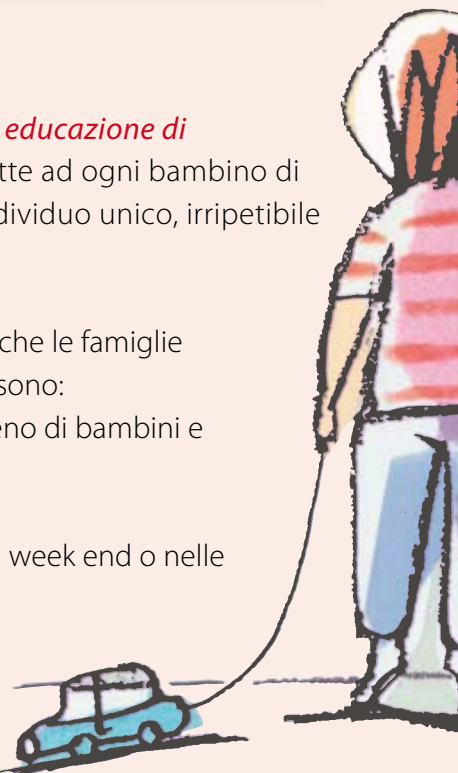 educazione di
tte ad ogni bambino di
dividuo unico, irripetibile
che le famiglie
sono:
eno di bambini e
week end o nelle